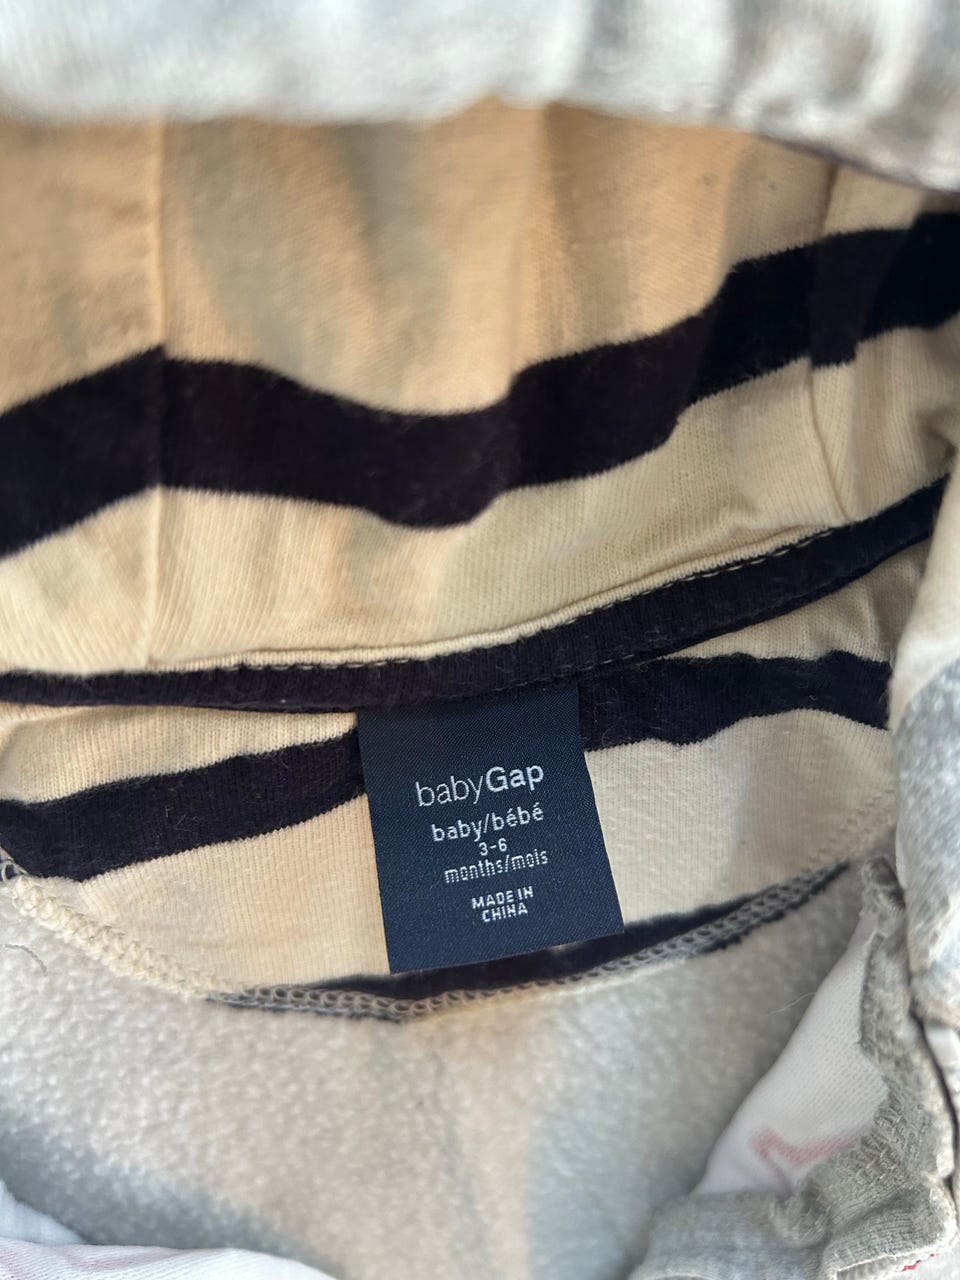 babyGap
baby/bébé
3-6
months/mois
MADE IN
CHINA